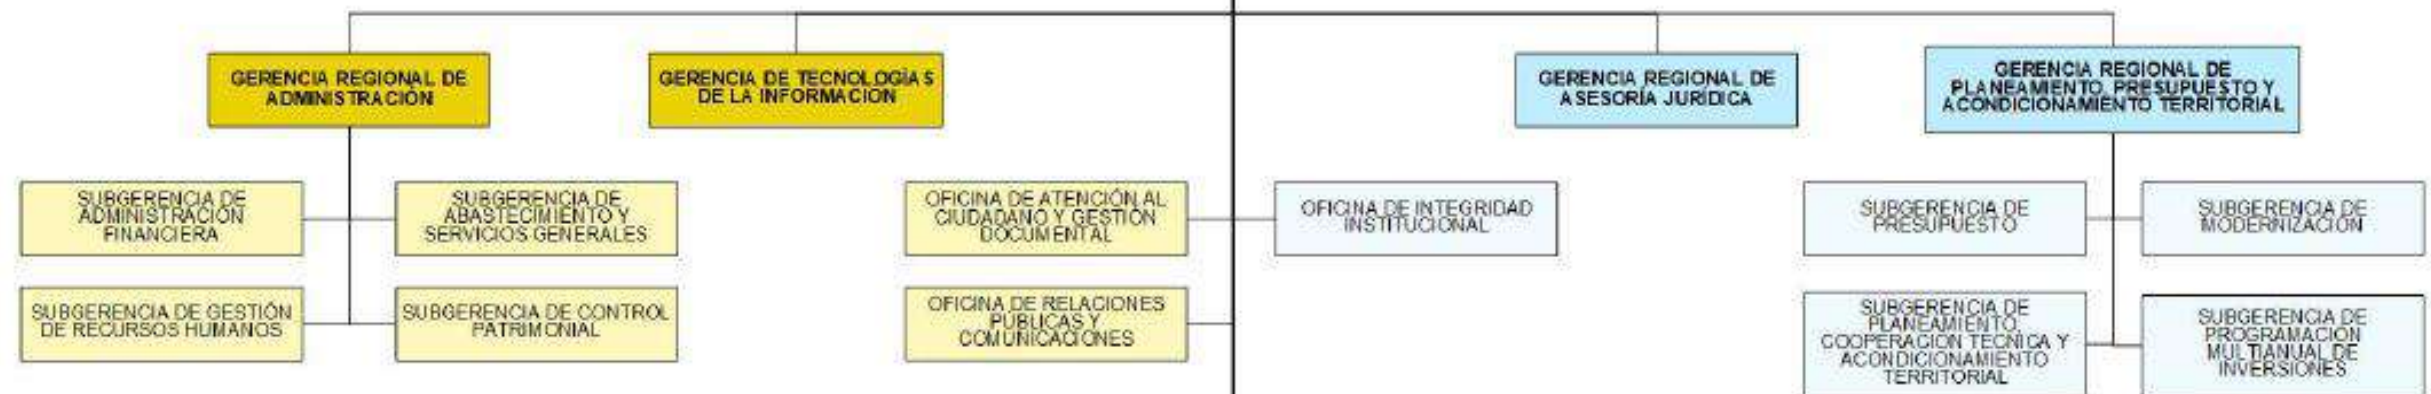 GERENCIA REGIONAL DE
ADMINISTRACIÓN
GERENCIA DE TECNOLOGÍAS
DE LA INFORMACION
GERENCIA REGIONAL DE
ASESORÍA JURÍDICA
GERENCIA REGIONAL DE
PLANEAMIENTO, PRESUPUESTO Y
ACONDICIONAMIENTO TERRITORIAL
SUBGERENCIA DE
ADMINISTRACIÓN
FINANCIERA
SUBGERENCIA DE
ABASTECIMIENTO Y
SERVICIOS GENERALES
OFICINA DE ATENCIÓN AL
CIUDADANO Y GESTIÓN
DOCUMENTAL
OFICINA DE INTEGRIDAD
INSTITUCIONAL
SUBGERENCIA DE
PRESUPUESTO
SUBGERENCIA DE
MODERNIZACIÓN
SUBGERENCIA DE GESTIÓN
DE RECURSOS HUMANOS
SUBGERENCIA DE CONTROL
PATRIMONIAL
OFICINA DE RELACIONES
PÚBLICAS Y
COMUNICACIONES
SUBGERENCIA DE
PLANEAMIENTO,
COOPERACIÓN TÉCNICA Y
ACONDICIONAMIENTO
TERRITORIAL
SUBGERENCIA DE
PROGRAMACIÓN
MULTIANUAL DE
INVERSIONES